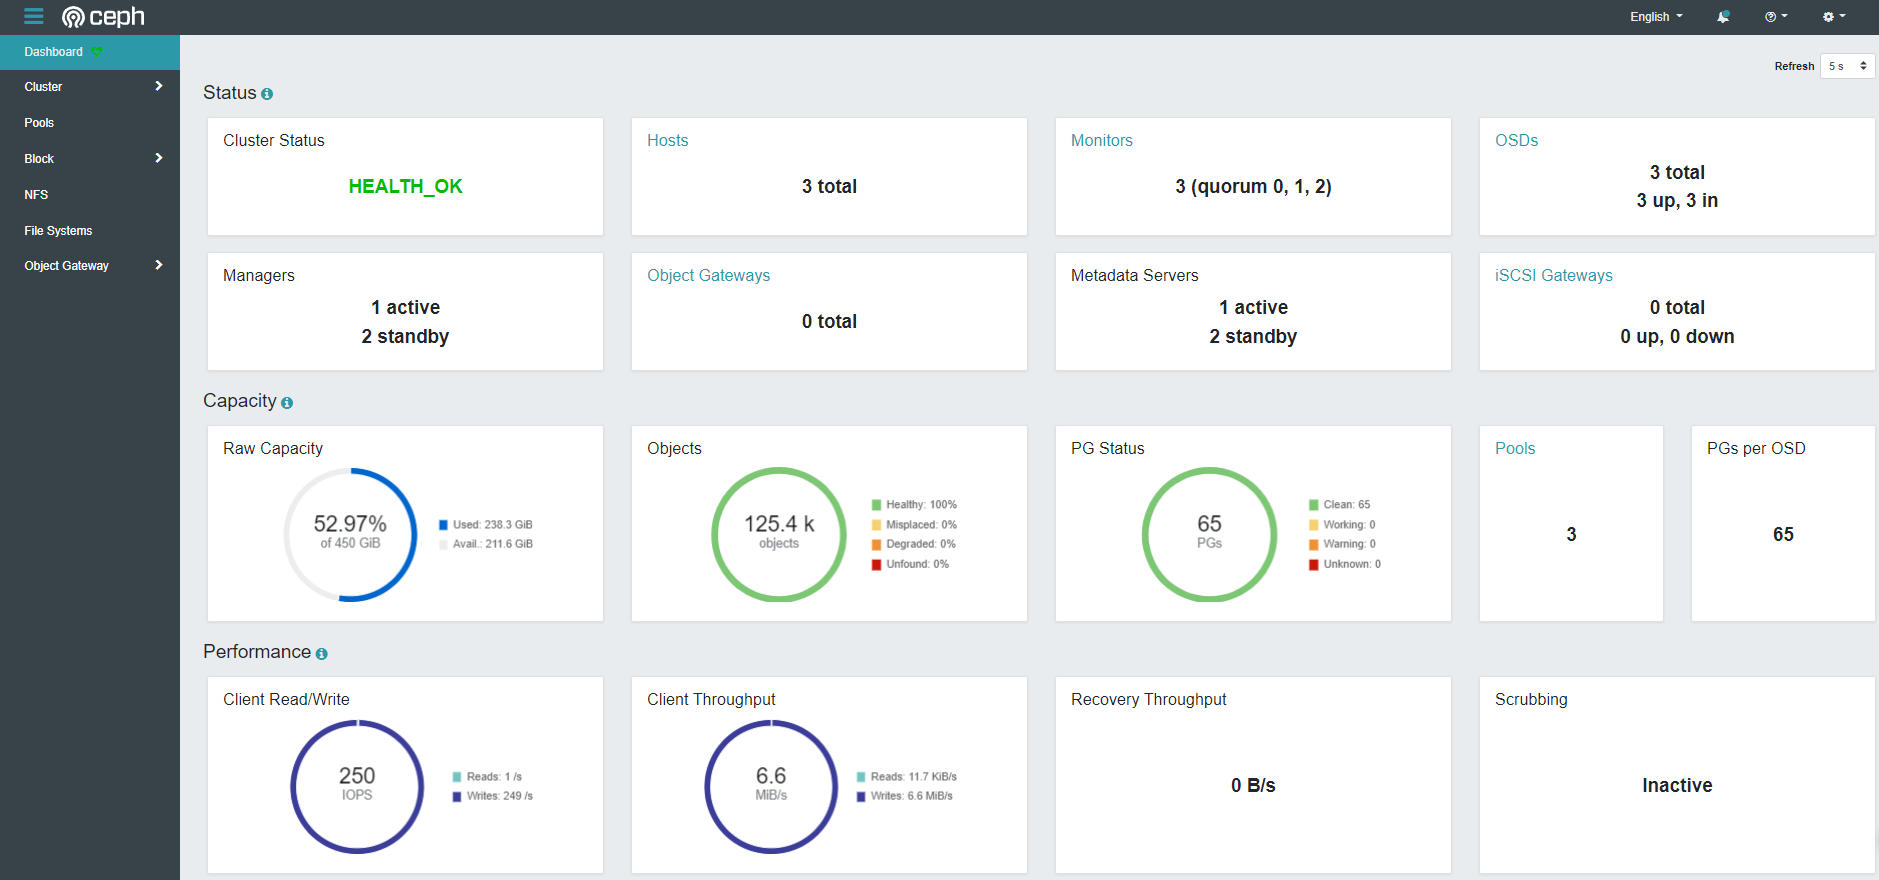 ceph
English
Dashboard
Cluster
Pools
Block
NFS
File Systems
Object Gateway
Refresh
5 s
Status
Cluster Status
HEALTH_OK
Hosts
3 total
Monitors
3 (quorum 0, 1, 2)
OSDs
3 total
3 up, 3 in
Managers
1 active
2 standby
Object Gateways
0 total
Metadata Servers
1 active
2 standby
iSCSI Gateways
0 total
0 up, 0 down
Capacity
Raw Capacity
52.97%
of 450 GiB
Used: 238.3 GiB
Avail.: 211.6 GiB
Objects
125.4 k
objects
Healthy: 100%
Misplaced: 0%
Degraded: 0%
Unfound: 0%
PG Status
65
PGs
Clean: 65
Working: 0
Warning: 0
Unknown: 0
Pools
3
PGs per OSD
65
Performance
Client Read/Write
250
IOPS
Reads: 1 /s
Writes: 249 /s
Client Throughput
6.6
MiB/s
Reads: 11.7 KiB/s
Writes: 6.6 MiB/s
Recovery Throughput
0 B/s
Scrubbing
Inactive